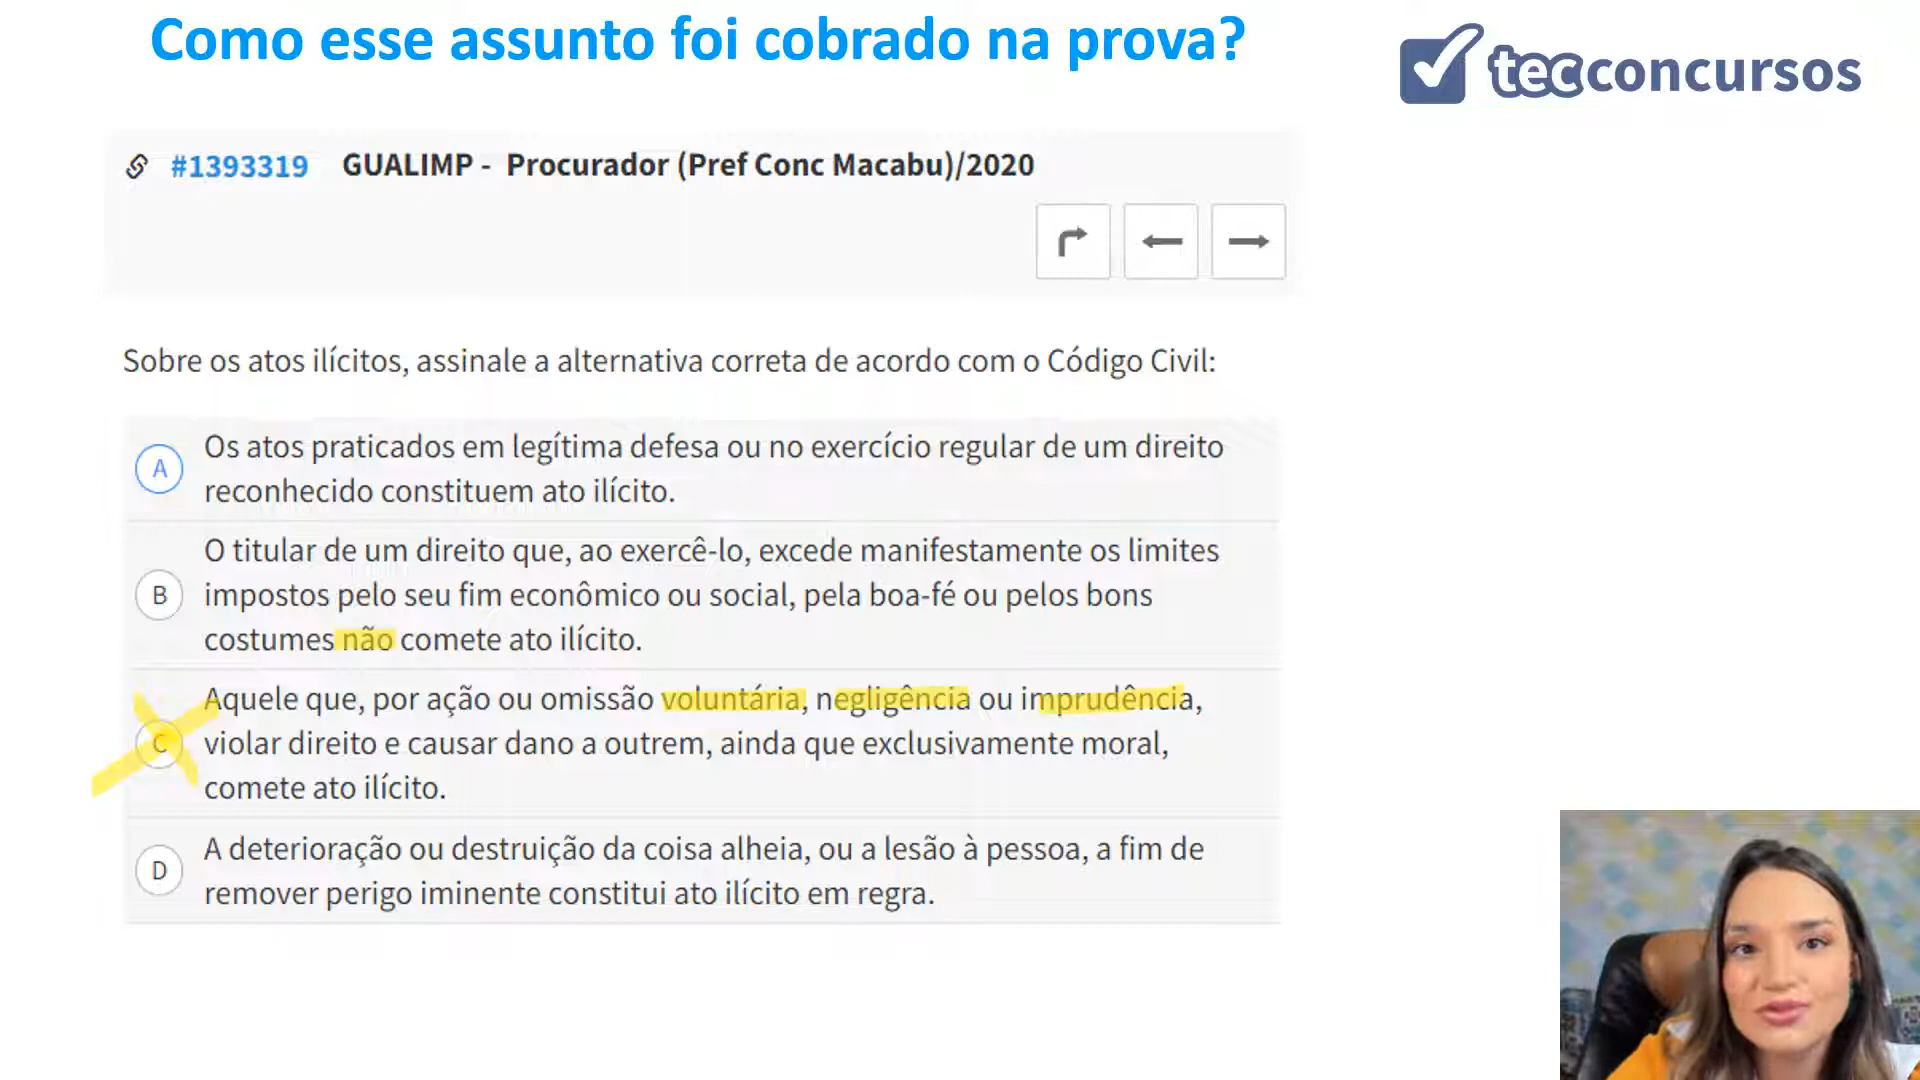 Como esse assunto foi cobrado na prova?
tecconcursos
#1393319 GUALIMP - Procurador (Pref Conc Macabu)/2020
Sobre os atos ilícitos, assinale a alternativa correta de acordo com o Código Civil:
A Os atos praticados em legítima defesa ou no exercício regular de um direito
reconhecido constituem ato ilícito.
O titular de um direito que, ao exercê-lo, excede manifestamente os limites
B impostos pelo seu fim econômico ou social, pela boa-fé ou pelos bons
costumes não comete ato ilícito.
Aquele que, por ação ou omissão voluntária, negligência ou imprudência,
C violar direito e causar dano a outrem, ainda que exclusivamente moral,
comete ato ilícito.
D A deterioração ou destruição da coisa alheia, ou a lesão à pessoa, a fim de
remover perigo iminente constitui ato ilícito em regra.